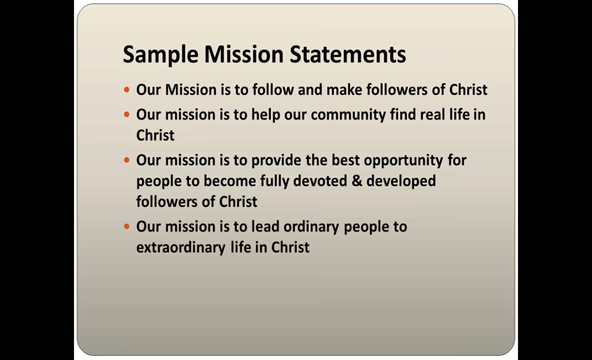 Sample Mission Statements
• Our Mission is to follow and make followers of Christ
• Our mission is to help our community find real life in
Christ
• Our mission is to provide the best opportunity for
people to become fully devoted & developed
followers of Christ
• Our mission is to lead ordinary people to
extraordinary life in Christ